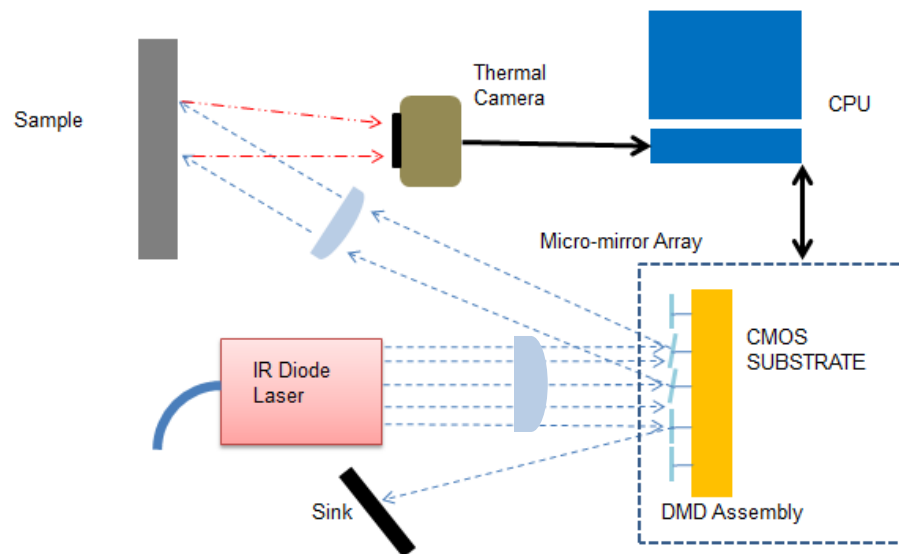 Thermal
Camera
CPU
Sample
Micro-mirror Array
CMOS
SUBSTRATE
IR Diode
Laser
Sink
DMD Assembly